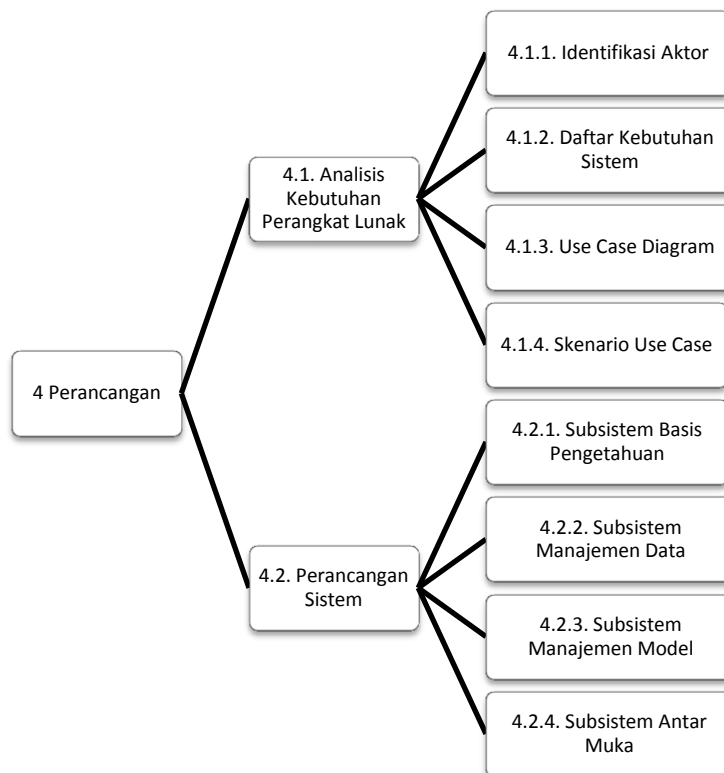 4 Perancangan
4.1. Analisis
Kebutuhan
Perangkat Lunak
4.1.1. Identifikasi Aktor
4.1.2. Daftar Kebutuhan
Sistem
4.1.3. Use Case Diagram
4.1.4. Skenario Use Case
4.2. Perancangan
Sistem
4.2.1. Subsistem Basis
Pengetahuan
4.2.2. Subsistem
Manajemen Data
4.2.3. Subsistem
Manajemen Model
4.2.4. Subsistem Antar
Muka